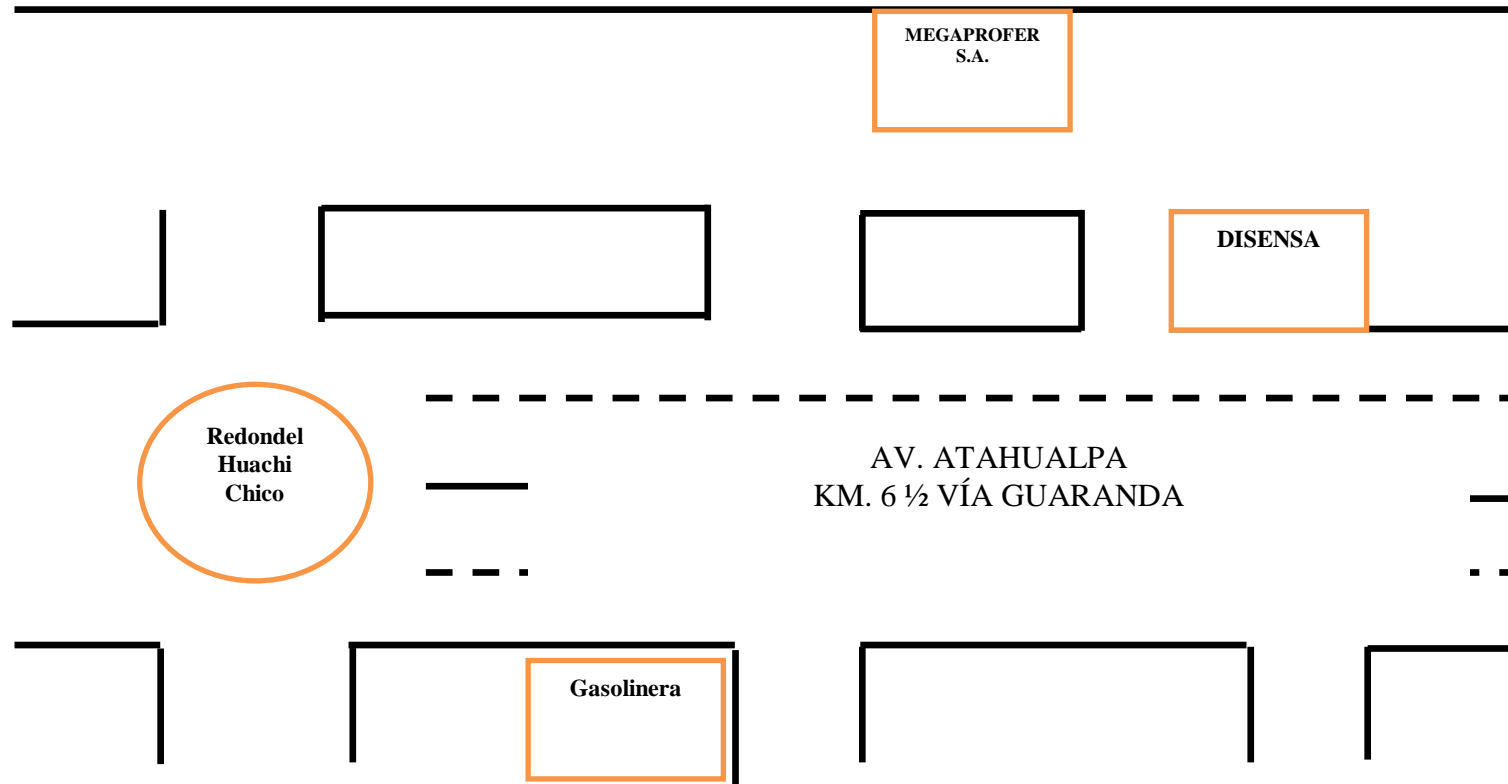 MEGAPROFER
S.A.
DISENSA
Redondel
Huachi
Chico
AV. ATAHUALPA
KM. 6 ½ VÍA GUARANDA
Gasolinera